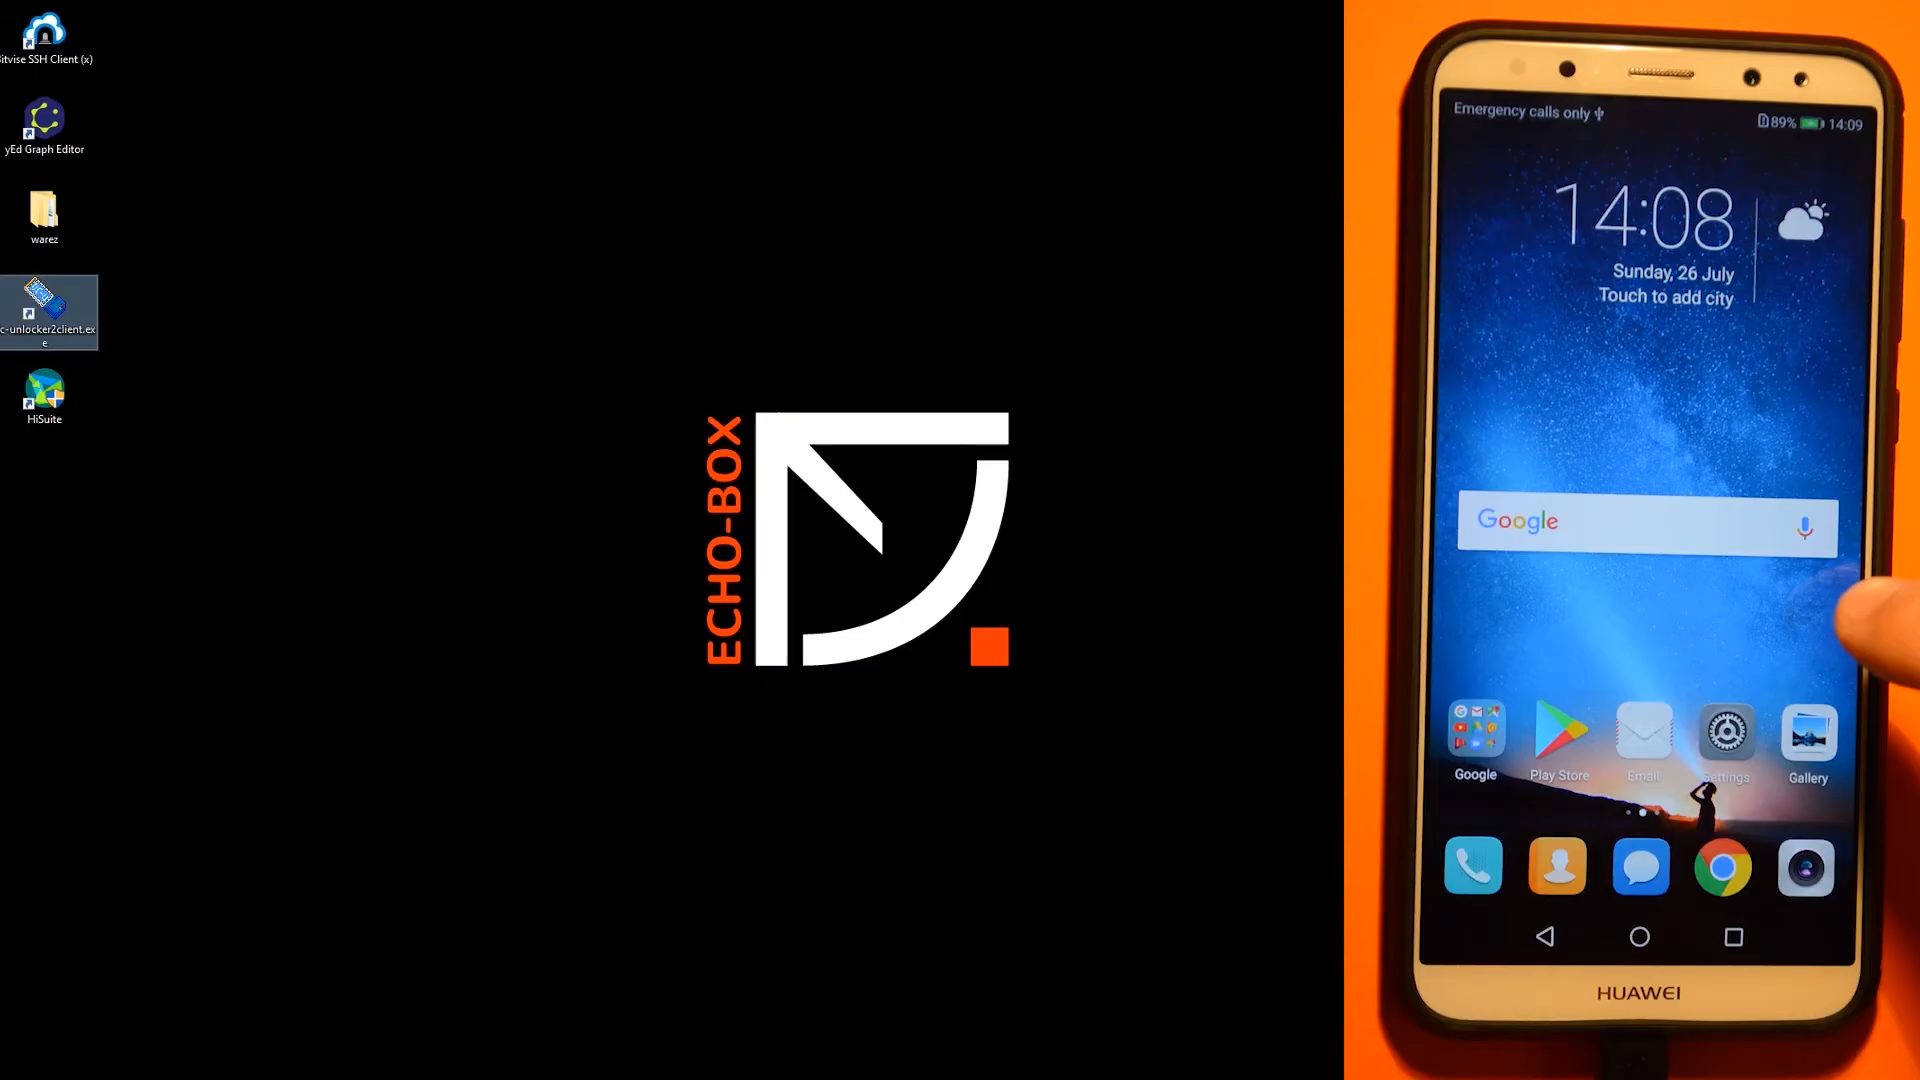 itvise SSH Client (x)
yEd Graph Editor
warez
c-unlocker2client.ex
e
HiSuite
ECHO-BOX
Emergency calls only
89% 14:09
14:08
Sunday, 26 July
Touch to add city
Google
Google
Play Store
Email
Settings
Gallery
HUAWEI